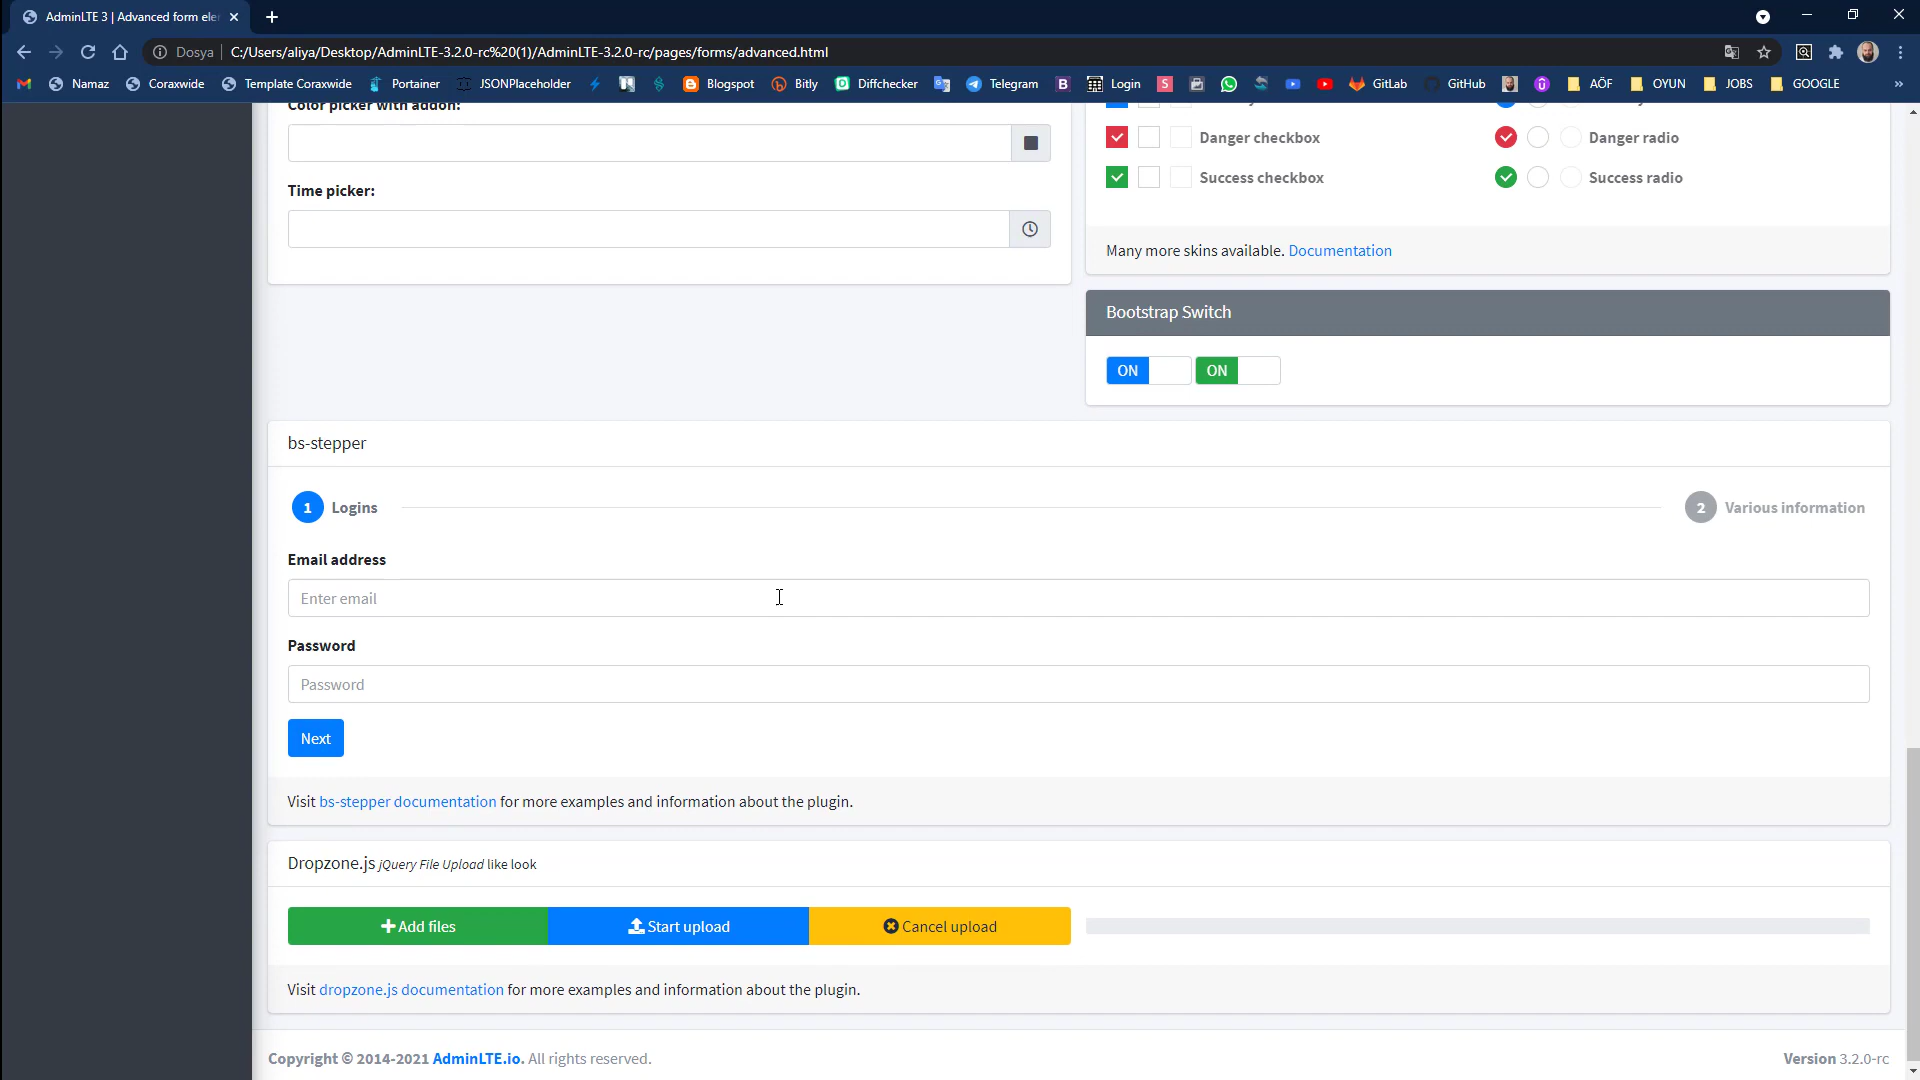 AdminLTE 3 | Advanced form ele
Dosya C:/Users/aliya/Desktop/AdminLTE-3.2.0-rc%20(1)/AdminLTE-3.2.0-rc/pages/forms/advanced.html
Namaz Coraxwide Template Coraxwide Portainer JSONPlaceholder Blogspot Bitly Diffchecker Telegram Login GitLab GitHub AÖF OYUN JOBS GOOGLE
Color picker with addon:
Time picker:
Danger checkbox Danger radio
Success checkbox Success radio
Many more skins available. Documentation
Bootstrap Switch
ON ON
bs-stepper
1 Logins 2 Various information
Email address
Enter email
Password
Password
Next
Visit bs-stepper documentation for more examples and information about the plugin.
Dropzone.js jQuery File Upload like look
Add files Start upload Cancel upload
Visit dropzone.js documentation for more examples and information about the plugin.
Copyright © 2014-2021 AdminLTE.io. All rights reserved.
Version 3.2.0-rc